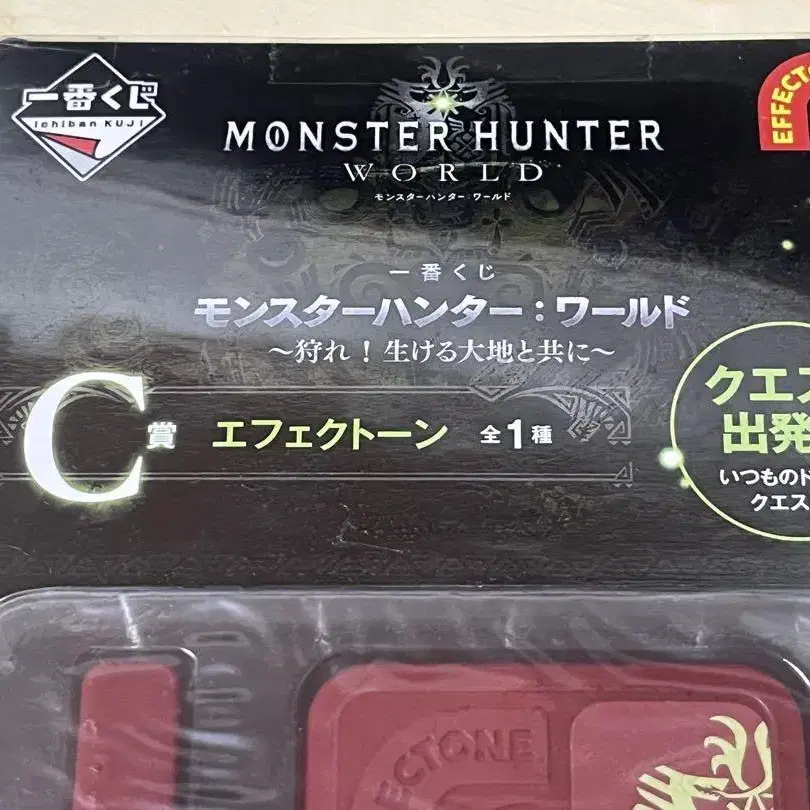 一番くじ
Ichiban KUJI
EFFECTO
MONSTER HUNTER
WORLD
モンスターハンター:ワールド
一番くじ
モンスターハンター:ワールド
〜狩れ!生ける大地と共に〜
C賞 エフェクトーン 全1種
クエス
出発
いつものド
クエス
ECTONE